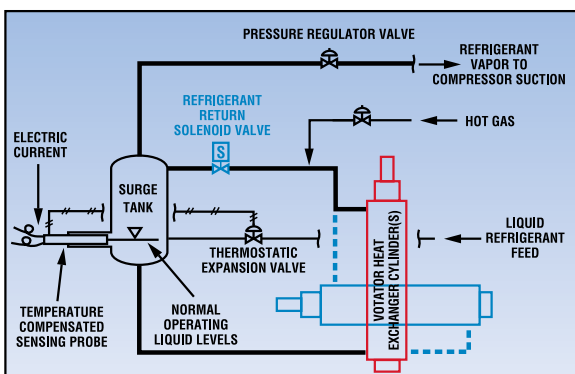 PRESSURE REGULATOR VALVE
REFRIGERANT
VAPOR TO
COMPRESSOR SUCTION
REFRIGERANT
RETURN
SOLENOID VALVE
HOT GAS
ELECTRIC
CURRENT
S
SURGE
TANK
LIQUID
REFRIGERANT
FEED
THERMOSTATIC
EXPANSION VALVE
VOTATOR HEAT
EXCHANGER CYLINDER(S)
TEMPERATURE
COMPENSATED
SENSING PROBE
NORMAL
OPERATING
LIQUID LEVELS